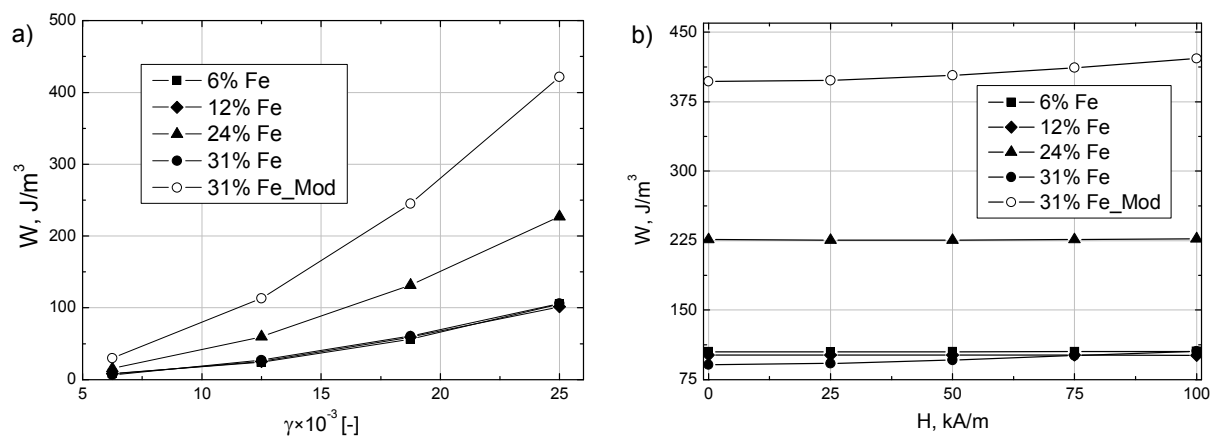 a)
W, J/m³
500
400
300
200
100
0
6% Fe
12% Fe
24% Fe
31% Fe
31% Fe_Mod
5
10
15
20
25
γ×10⁻³ [-]
b)
W, J/m³
450
375
300
225
150
75
6% Fe
12% Fe
24% Fe
31% Fe
31% Fe_Mod
0
25
50
75
100
H, kA/m